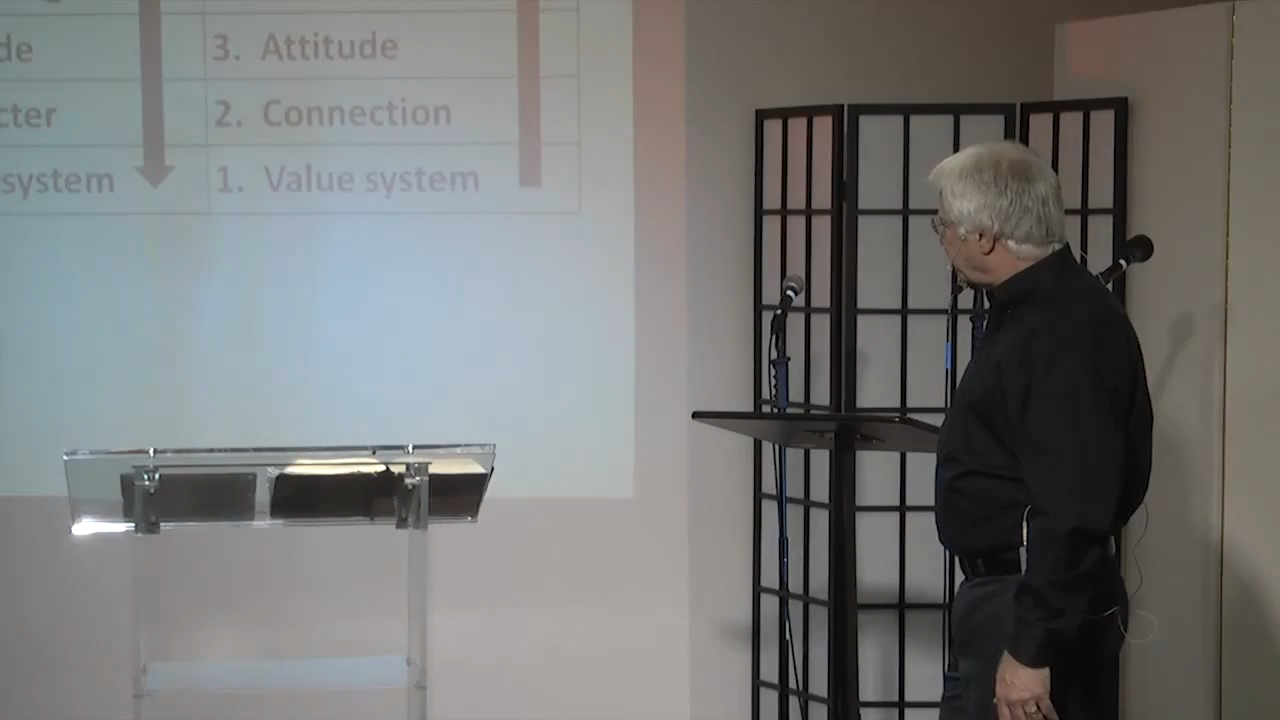 de 3. Attitude
cter 2. Connection
system 1. Value system